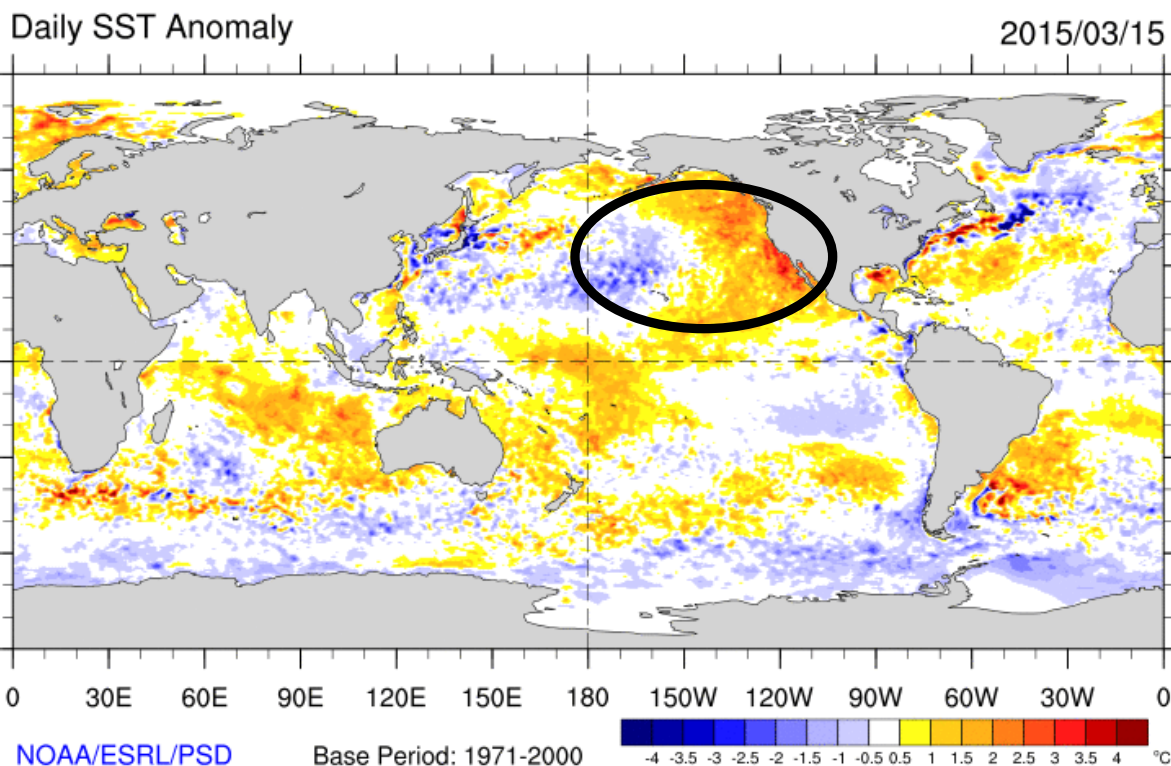 Daily SST Anomaly 2015/03/15
0 30E 60E 90E 120E 150E 180 150W 120W 90W 60W 30W 0
-4 -3.5 -3 -2.5 -2 -1.5 -1 -0.5 0.5 1 1.5 2 2.5 3 3.5 4 °C
NOAA/ESRL/PSD Base Period: 1971-2000